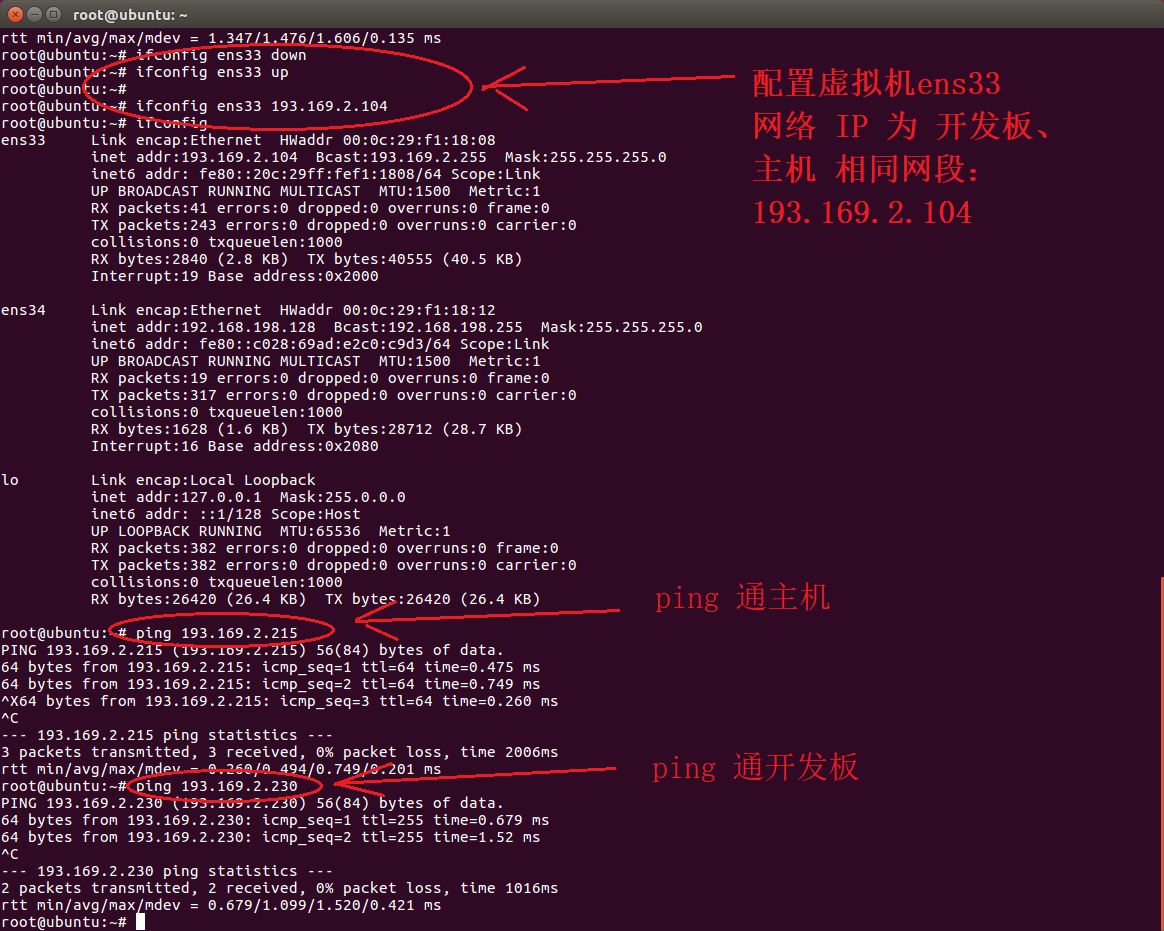 root@ubuntu: ~
rtt min/avg/max/mdev = 1.347/1.476/1.606/0.135 ms
root@ubuntu:~# ifconfig ens33 down
root@ubuntu:~# ifconfig ens33 up
root@ubuntu:~#
root@ubuntu:~# ifconfig ens33 193.169.2.104
root@ubuntu:~# ifconfig
ens33 Link encap:Ethernet HWaddr 00:0c:29:f1:18:08
inet addr:193.169.2.104 Bcast:193.169.2.255 Mask:255.255.255.0
inet6 addr: fe80::20c:29ff:fef1:1808/64 Scope:Link
UP BROADCAST RUNNING MULTICAST MTU:1500 Metric:1
RX packets:41 errors:0 dropped:0 overruns:0 frame:0
TX packets:243 errors:0 dropped:0 overruns:0 carrier:0
collisions:0 txqueuelen:1000
RX bytes:2840 (2.8 KB) TX bytes:40555 (40.5 KB)
Interrupt:19 Base address:0x2000
配置虚拟机ens33
网络 IP 为 开发板、
主机 相同网段：
193.169.2.104
ens34 Link encap:Ethernet HWaddr 00:0c:29:f1:18:12
inet addr:192.168.198.128 Bcast:192.168.198.255 Mask:255.255.255.0
inet6 addr: fe80::c028:69ad:e2c0:c9d3/64 Scope:Link
UP BROADCAST RUNNING MULTICAST MTU:1500 Metric:1
RX packets:19 errors:0 dropped:0 overruns:0 frame:0
TX packets:317 errors:0 dropped:0 overruns:0 carrier:0
collisions:0 txqueuelen:1000
RX bytes:1628 (1.6 KB) TX bytes:28712 (28.7 KB)
Interrupt:16 Base address:0x2080
lo Link encap:Local Loopback
inet addr:127.0.0.1 Mask:255.0.0.0
inet6 addr: ::1/128 Scope:Host
UP LOOPBACK RUNNING MTU:65536 Metric:1
RX packets:382 errors:0 dropped:0 overruns:0 frame:0
TX packets:382 errors:0 dropped:0 overruns:0 carrier:0
collisions:0 txqueuelen:1000
RX bytes:26420 (26.4 KB) TX bytes:26420 (26.4 KB)
ping 通主机
root@ubuntu:~# ping 193.169.2.215
PING 193.169.2.215 (193.169.2.215) 56(84) bytes of data.
64 bytes from 193.169.2.215: icmp_seq=1 ttl=64 time=0.475 ms
64 bytes from 193.169.2.215: icmp_seq=2 ttl=64 time=0.749 ms
^X64 bytes from 193.169.2.215: icmp_seq=3 ttl=64 time=0.260 ms
^C
--- 193.169.2.215 ping statistics ---
3 packets transmitted, 3 received, 0% packet loss, time 2006ms
rtt min/avg/max/mdev = 0.260/0.494/0.749/0.201 ms
ping 通开发板
root@ubuntu:~# ping 193.169.2.230
PING 193.169.2.230 (193.169.2.230) 56(84) bytes of data.
64 bytes from 193.169.2.230: icmp_seq=1 ttl=255 time=0.679 ms
64 bytes from 193.169.2.230: icmp_seq=2 ttl=255 time=1.52 ms
^C
--- 193.169.2.230 ping statistics ---
2 packets transmitted, 2 received, 0% packet loss, time 1016ms
rtt min/avg/max/mdev = 0.679/1.099/1.520/0.421 ms
root@ubuntu:~#